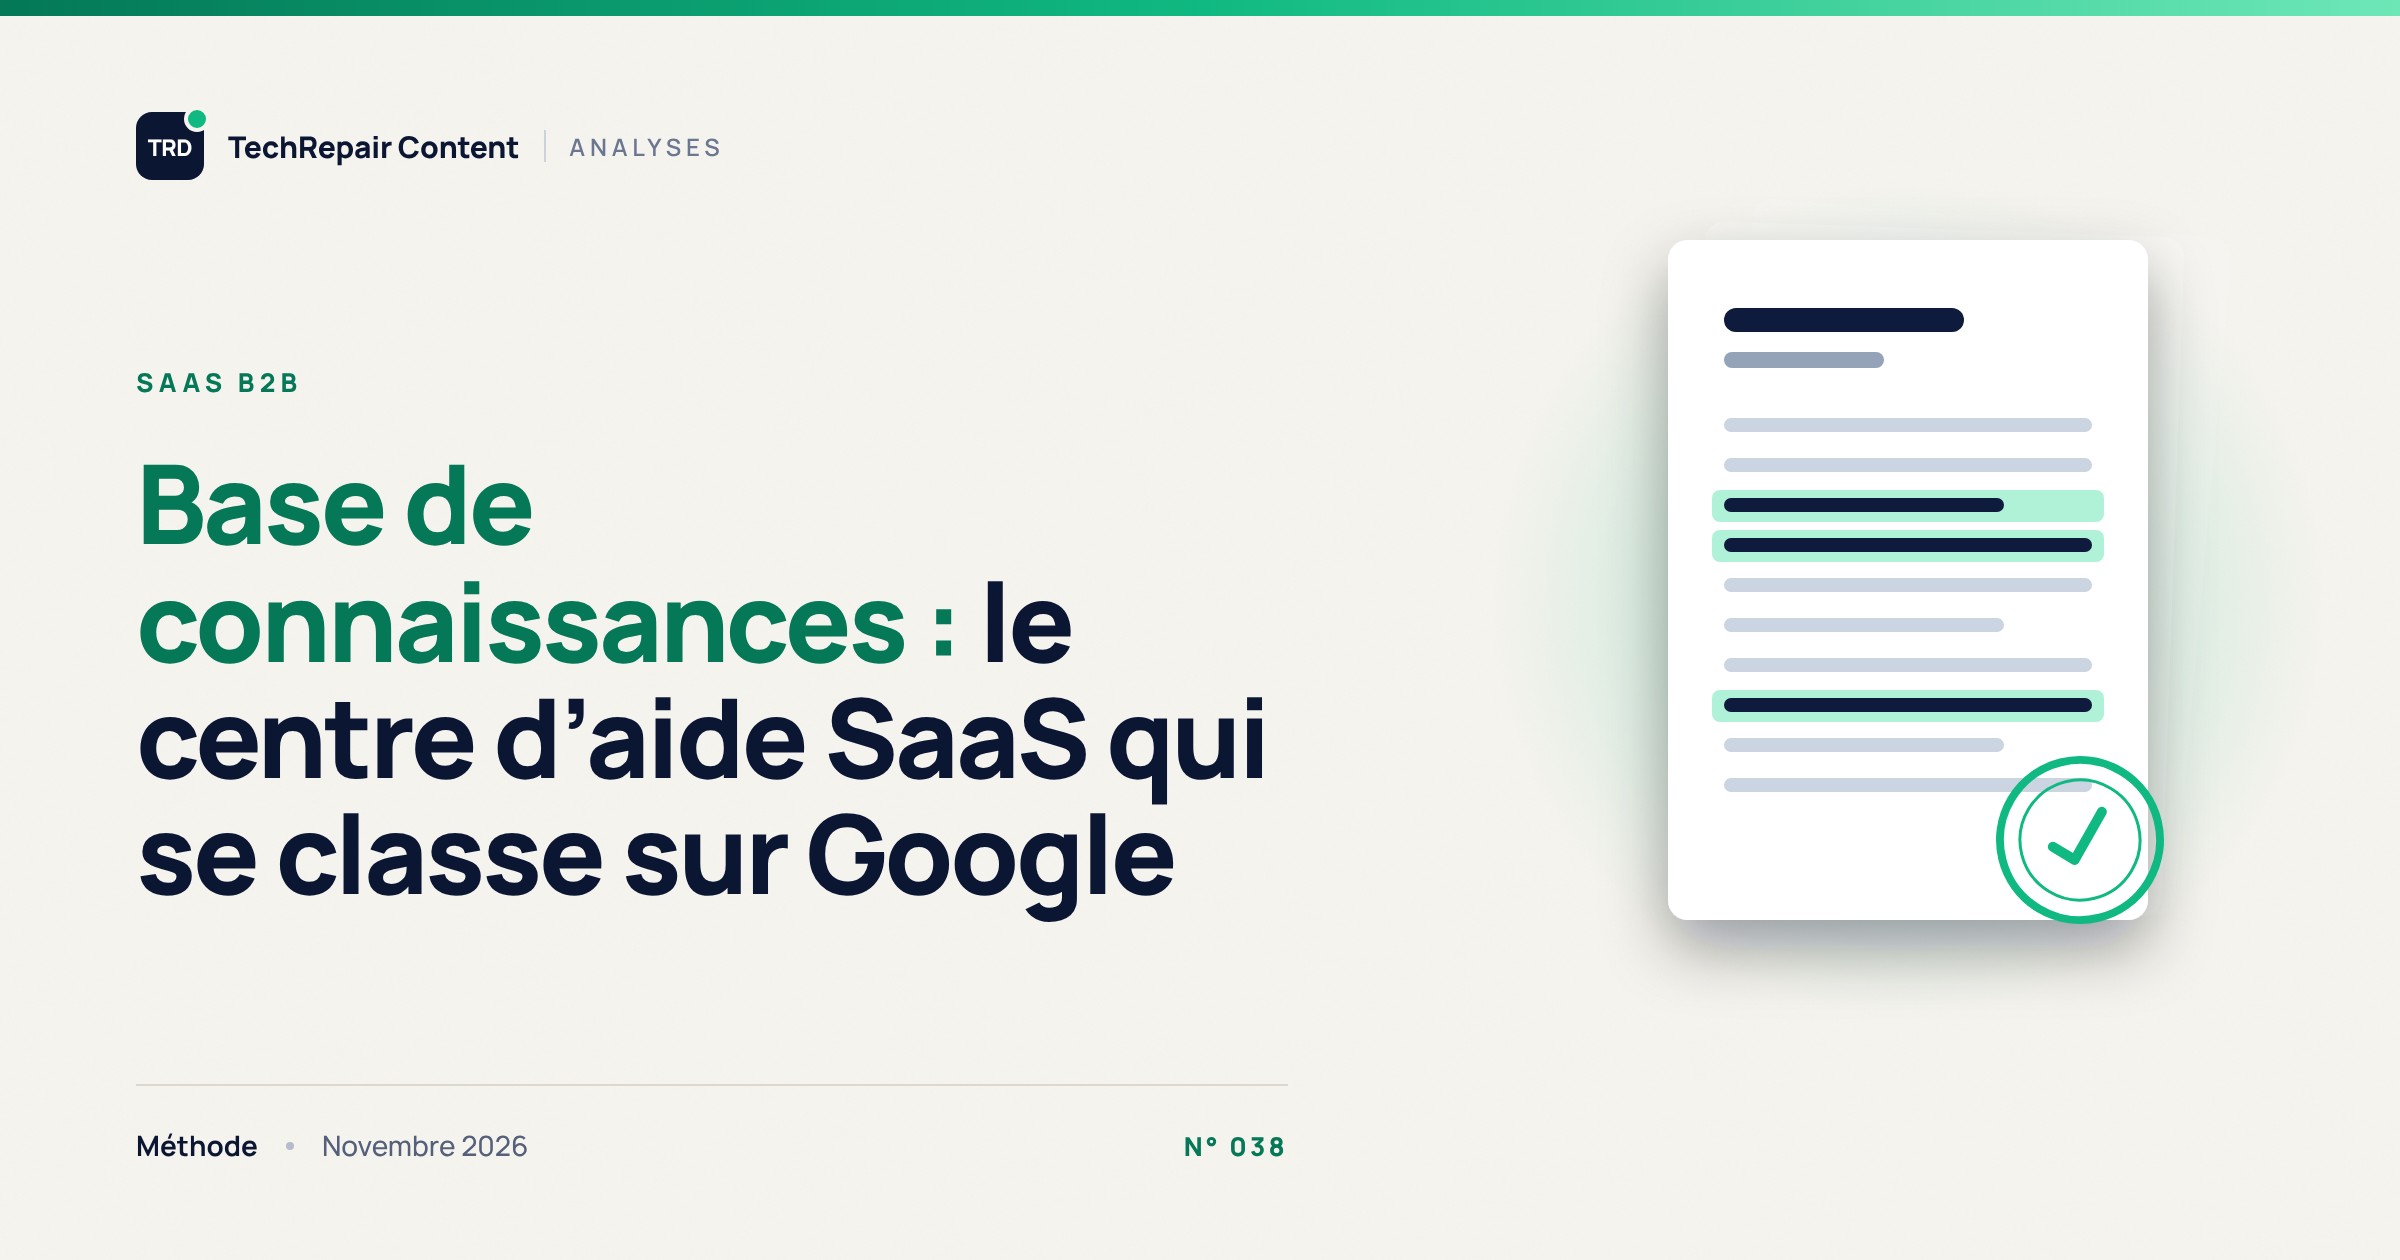 TRD TechRepair Content ANALYSES
SAAS B2B
Base de
connaissances : le
centre d’aide SaaS qui
se classe sur Google
Méthode • Novembre 2026 N° 038